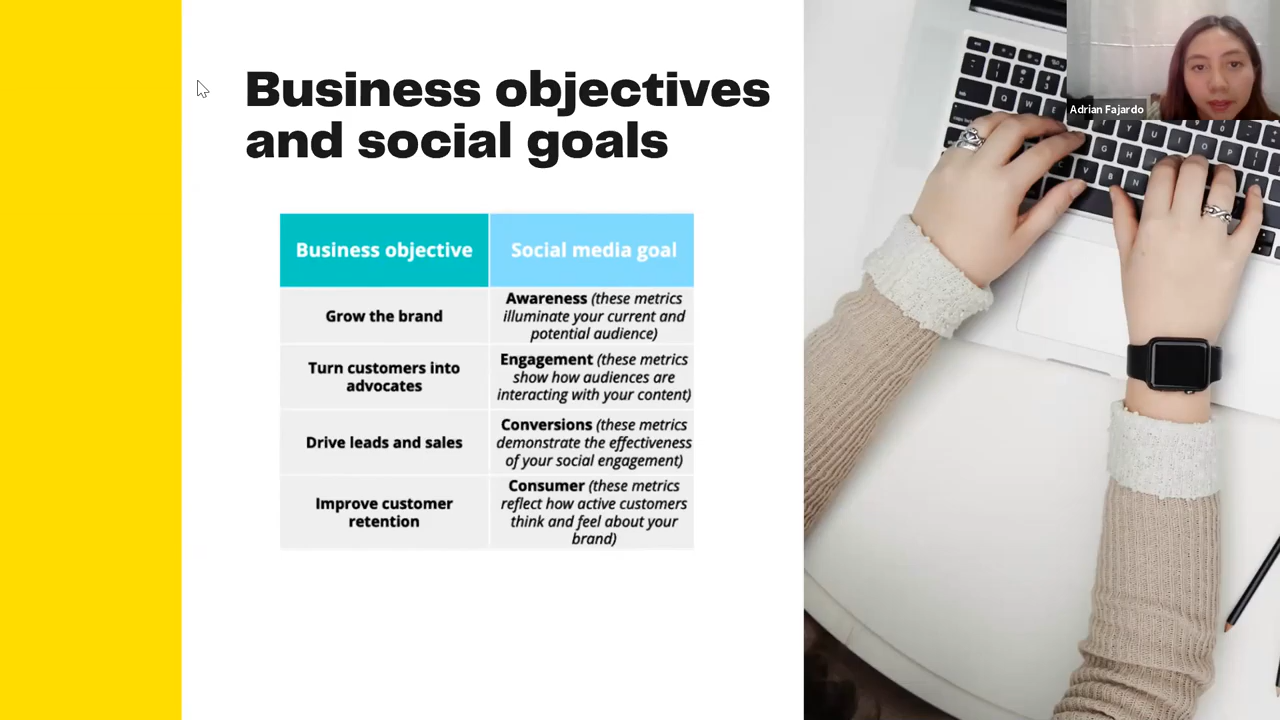 Business objectives
and social goals
Business objective
Social media goal
Grow the brand
Awareness (these metrics
illuminate your current and
potential audience)
Turn customers into
advocates
Engagement (these metrics
show how audiences are
interacting with your content)
Drive leads and sales
Conversions (these metrics
demonstrate the effectiveness
of your social engagement)
Improve customer
retention
Consumer (these metrics
reflect how active customers
think and feel about your
brand)
Adrian Fajardo